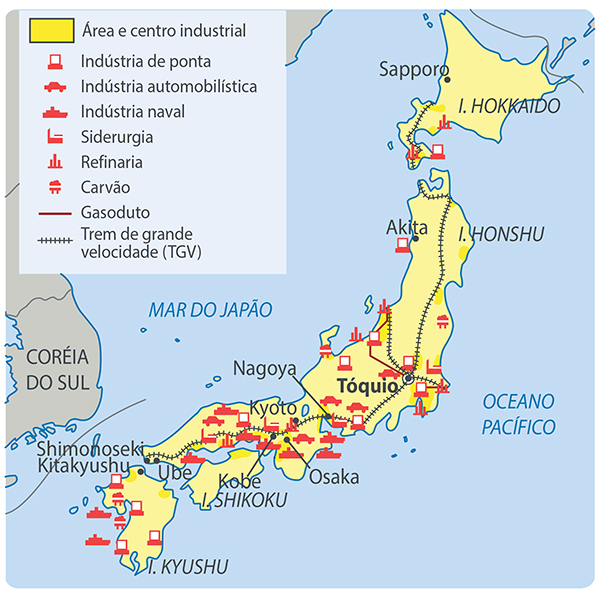 Área e centro industrial
Indústria de ponta
Indústria automobilística
Indústria naval
Siderurgia
Refinaria
Carvão
Gasoduto
Trem de grande
velocidade (TGV)
Sapporo
I. HOKKAIDO
Akita
I. HONSHU
MAR DO JAPÃO
CORÉIA
DO SUL
Nagoya
Tóquio
OCEANO
PACÍFICO
Kyoto
Shimonoseki
Kitakyushu
Ube
Kobe
Osaka
I. SHIKOKU
I. KYUSHU